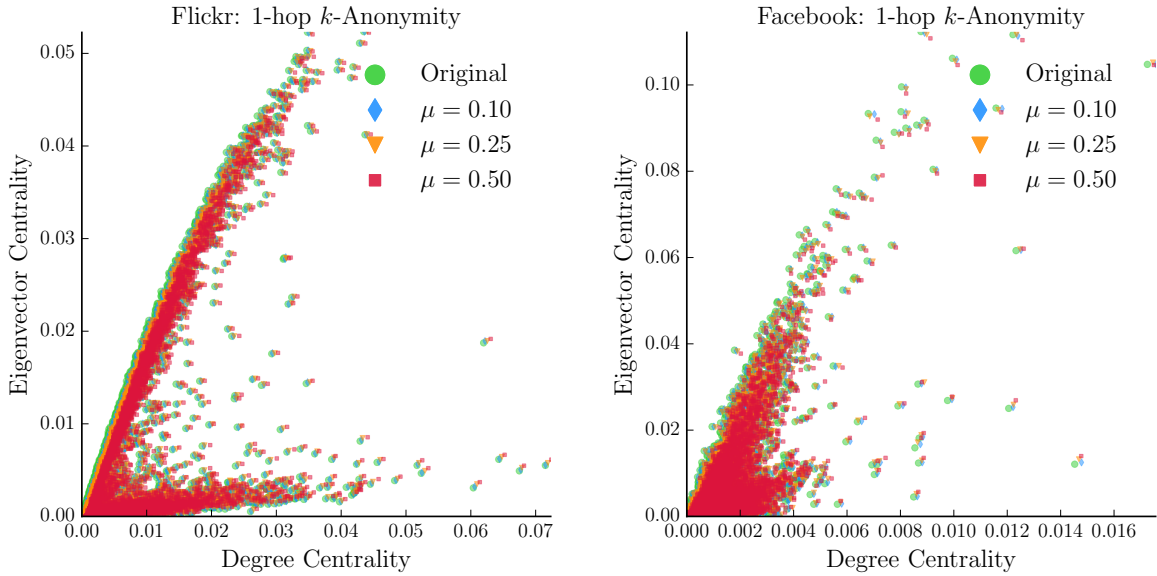 Flickr: 1-hop k-Anonymity
Eigenvector Centrality
0.05
0.04
0.03
0.02
0.01
0.00
0.00 0.01 0.02 0.03 0.04 0.05 0.06 0.07
Degree Centrality
Original
μ = 0.10
μ = 0.25
μ = 0.50
Facebook: 1-hop k-Anonymity
Eigenvector Centrality
0.10
0.08
0.06
0.04
0.02
0.00
0.000 0.002 0.004 0.006 0.008 0.010 0.012 0.014 0.016
Degree Centrality
Original
μ = 0.10
μ = 0.25
μ = 0.50